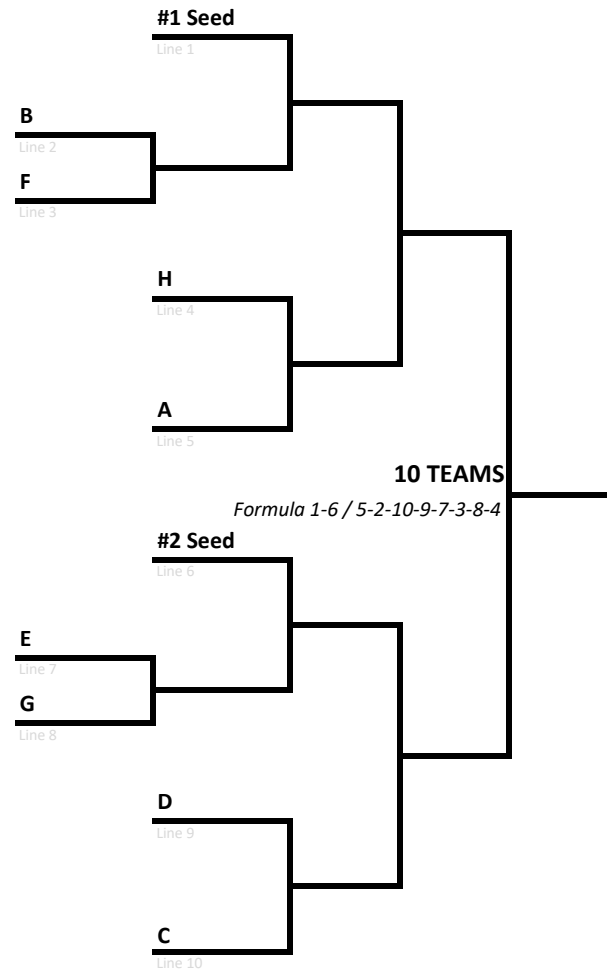 #1 Seed
Line 1
B
Line 2
F
Line 3
H
Line 4
A
Line 5
10 TEAMS
Formula 1-6 / 5-2-10-9-7-3-8-4
#2 Seed
Line 6
E
Line 7
G
Line 8
D
Line 9
C
Line 10